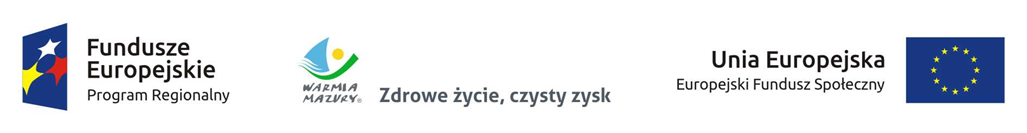 Fundusze
Europejskie
Program Regionalny
WARMIA
MAZURY®
Zdrowe życie, czysty zysk
Unia Europejska
Europejski Fundusz Społeczny